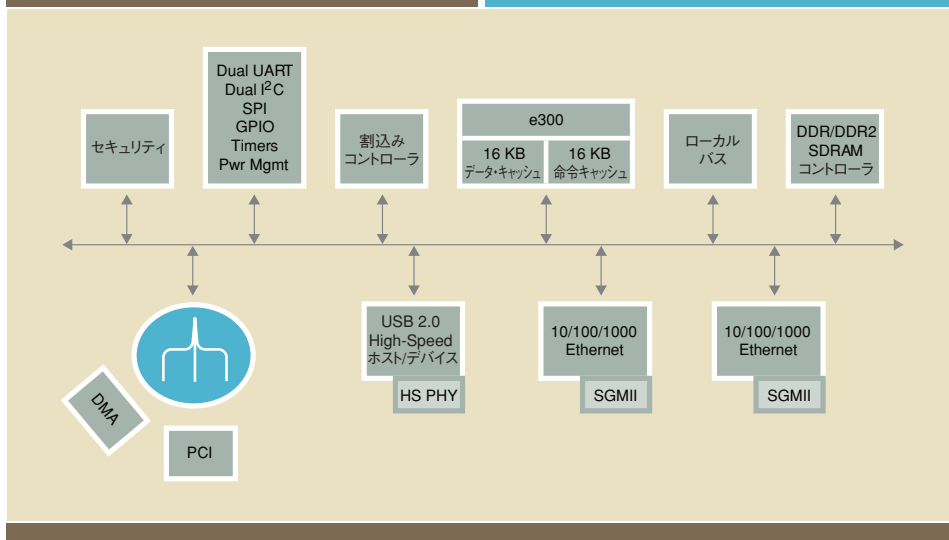 セキュリティ
Dual UART
Dual I²C
SPI
GPIO
Timers
Pwr Mgmt
割込み
コントローラ
e300
16 KB
データ・キャッシュ
16 KB
命令キャッシュ
ローカル
バス
DDR/DDR2
SDRAM
コントローラ
USB 2.0
High-Speed
ホスト/デバイス
HS PHY
10/100/1000
Ethernet
SGMII
10/100/1000
Ethernet
SGMII
DMA
PCI